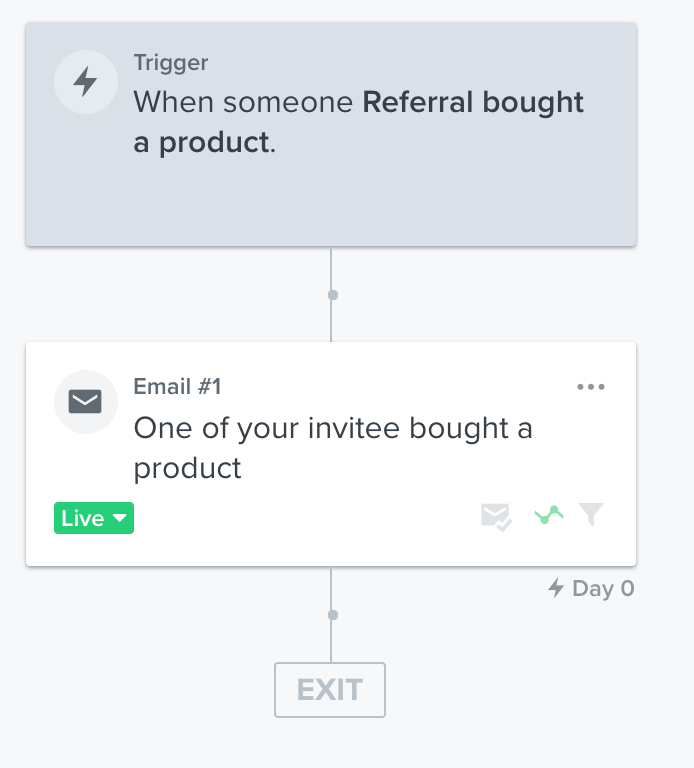 Trigger
When someone Referral bought
a product.
Email #1
One of your invitee bought a
product
Live
Day 0
EXIT